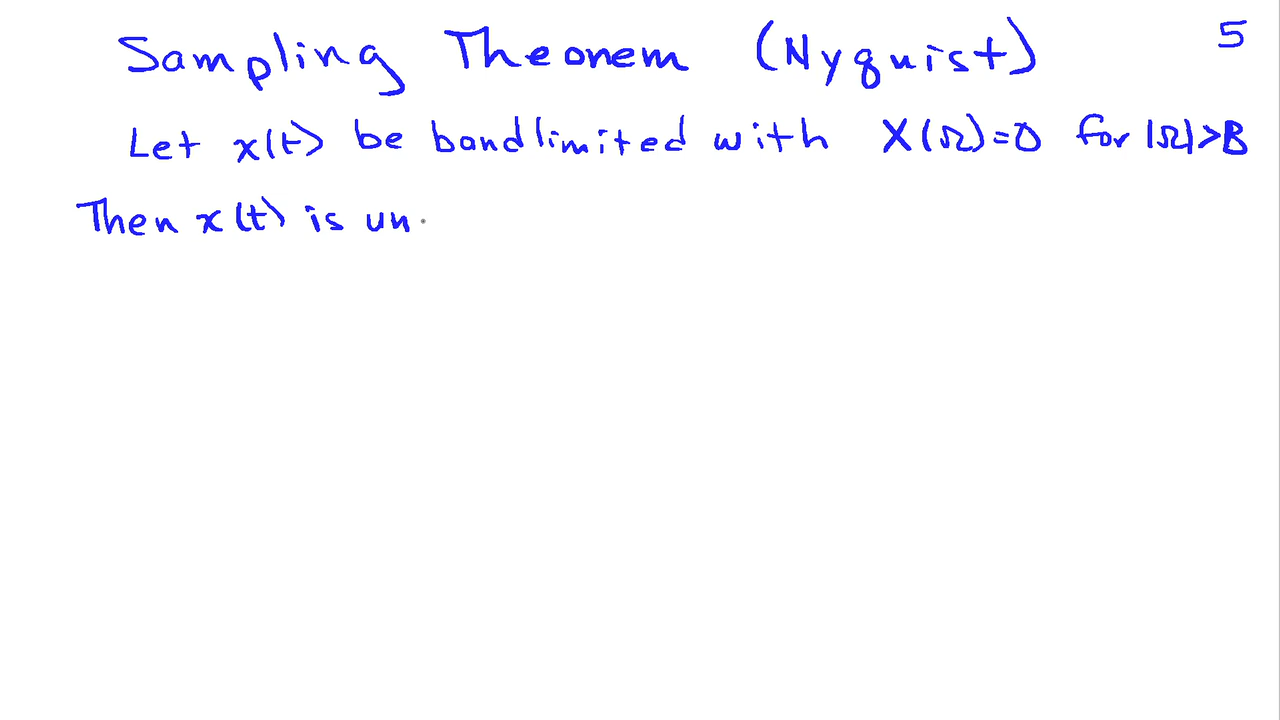 Sampling Theorem (Nyquist) 5
Let x(t) be bandlimited with X(Ω)=0 for |Ω|>B
Then x(t) is un